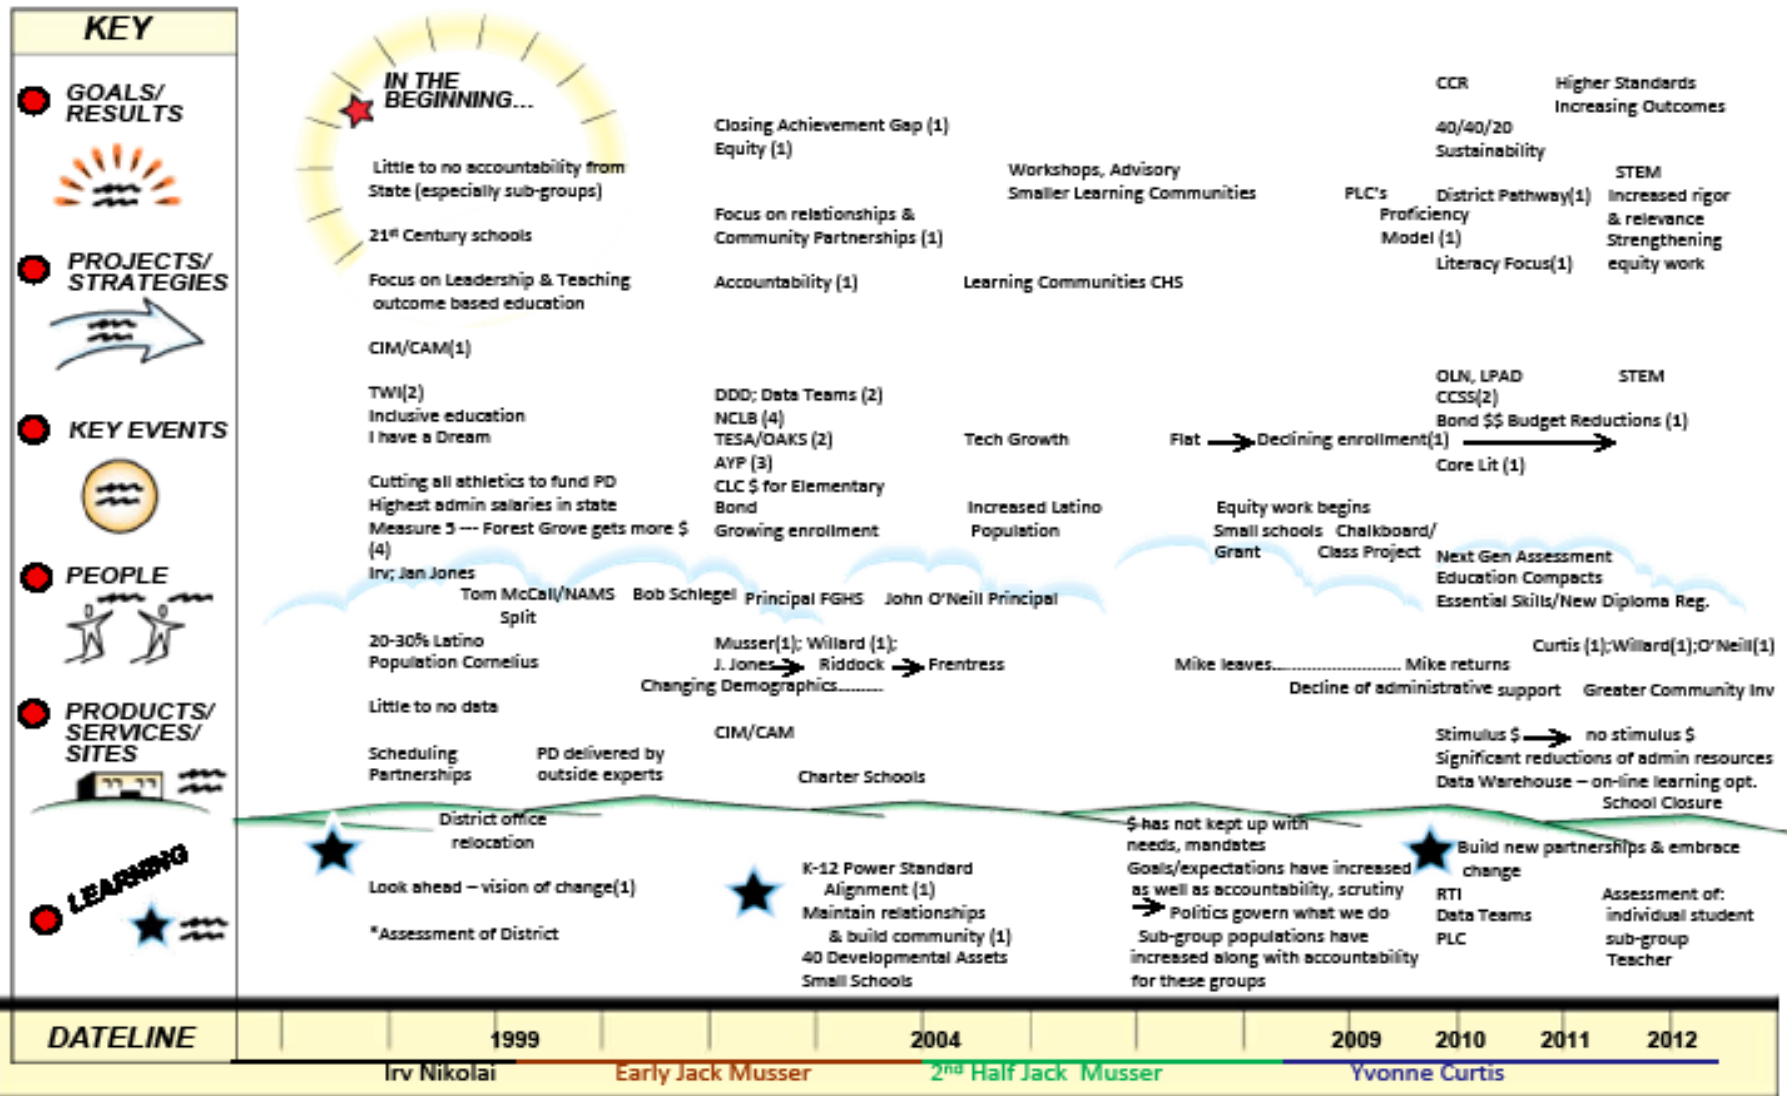 KEY
GOALS/
RESULTS
PROJECTS/
STRATEGIES
KEY EVENTS
PEOPLE
PRODUCTS/
SERVICES/
SITES
LEARNING
IN THE
BEGINNING...
Little to no accountability from
State (especially sub-groups)
21st Century schools
Focus on Leadership & Teaching
outcome based education
CIM/CAM(1)
TWI(2)
Inclusive education
I have a Dream
Cutting all athletics to fund PD
Highest admin salaries in state
Measure 5 --- Forest Grove gets more $
(4)
Irv; Jan Jones
Tom McCall/NAMS
Split
Bob Schlegel
20-30% Latino
Population Cornelius
Little to no data
Scheduling
Partnerships
PD delivered by
outside experts
District office
relocation
Look ahead – vision of change(1)
*Assessment of District
Closing Achievement Gap (1)
Equity (1)
Focus on relationships &
Community Partnerships (1)
Accountability (1)
DDD; Data Teams (2)
NCLB (4)
TESA/OAKS (2)
AYP (3)
CLC $ for Elementary
Bond
Growing enrollment
Principal FGHS
John O'Neill Principal
Musser(1); Willard (1);
J. Jones
Riddock
Frentress
Changing Demographics.........
CIM/CAM
Charter Schools
K-12 Power Standard
Alignment (1)
Maintain relationships
& build community (1)
40 Developmental Assets
Small Schools
Workshops, Advisory
Smaller Learning Communities
Learning Communities CHS
Tech Growth
Increased Latino
Population
Flat
Declining enrollment(1)
Equity work begins
Small schools
Grant
Chalkboard/
Class Project
Mike leaves..........................
Mike returns
Decline of administrative support
$ has not kept up with
needs, mandates
Goals/expectations have increased
as well as accountability, scrutiny
Politics govern what we do
Sub-group populations have
increased along with accountability
for these groups
PLC's
Proficiency
Model (1)
CCR
40/40/20
Sustainability
District Pathway(1)
Literacy Focus(1)
Higher Standards
Increasing Outcomes
STEM
Increased rigor
& relevance
Strengthening
equity work
OLN, LPAD
STEM
CCSS(2)
Bond $$ Budget Reductions (1)
Core Lit (1)
Next Gen Assessment
Education Compacts
Essential Skills/New Diploma Reg.
Curtis (1);Willard(1);O'Neill(1)
Greater Community Inv
Stimulus $
no stimulus $
Significant reductions of admin resources
Data Warehouse – on-line learning opt.
School Closure
Build new partnerships & embrace
change
RTI
Data Teams
PLC
Assessment of:
individual student
sub-group
Teacher
DATELINE
1999
2004
2009
2010
2011
2012
Irv Nikolai
Early Jack Musser
2nd Half Jack Musser
Yvonne Curtis